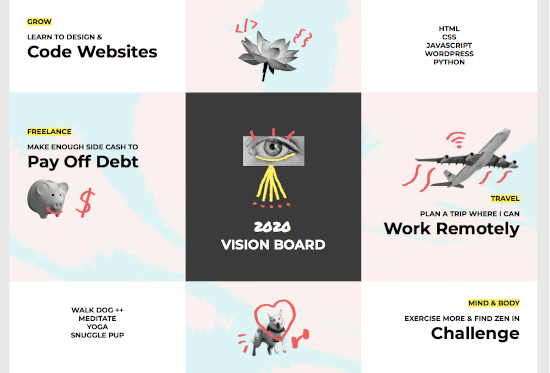 GROW
LEARN TO DESIGN &
Code Websites
</>
{}
HTML
CSS
JAVASCRIPT
WORDPRESS
PYTHON
FREELANCE
MAKE ENOUGH SIDE CASH TO
Pay Off Debt
$
2020
VISION BOARD
TRAVEL
PLAN A TRIP WHERE I CAN
Work Remotely
WALK DOG ++
MEDITATE
YOGA
SNUGGLE PUP
MIND & BODY
EXERCISE MORE & FIND ZEN IN
Challenge